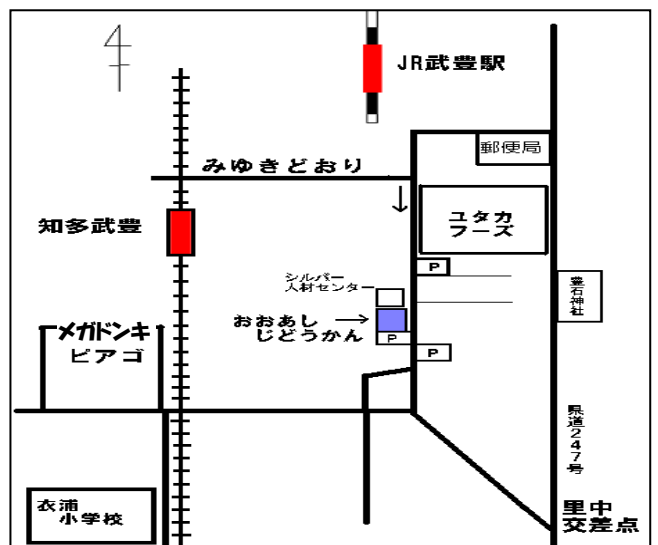 JR武豊駅
郵便局
みゆきどおり
ユタカ
フーズ
知多武豊
P
シルバー
人材センター
豊石神社
おおあし
じどうかん
P
P
メガドンキ
ピアゴ
県道247号
衣浦
小学校
里中
交差点